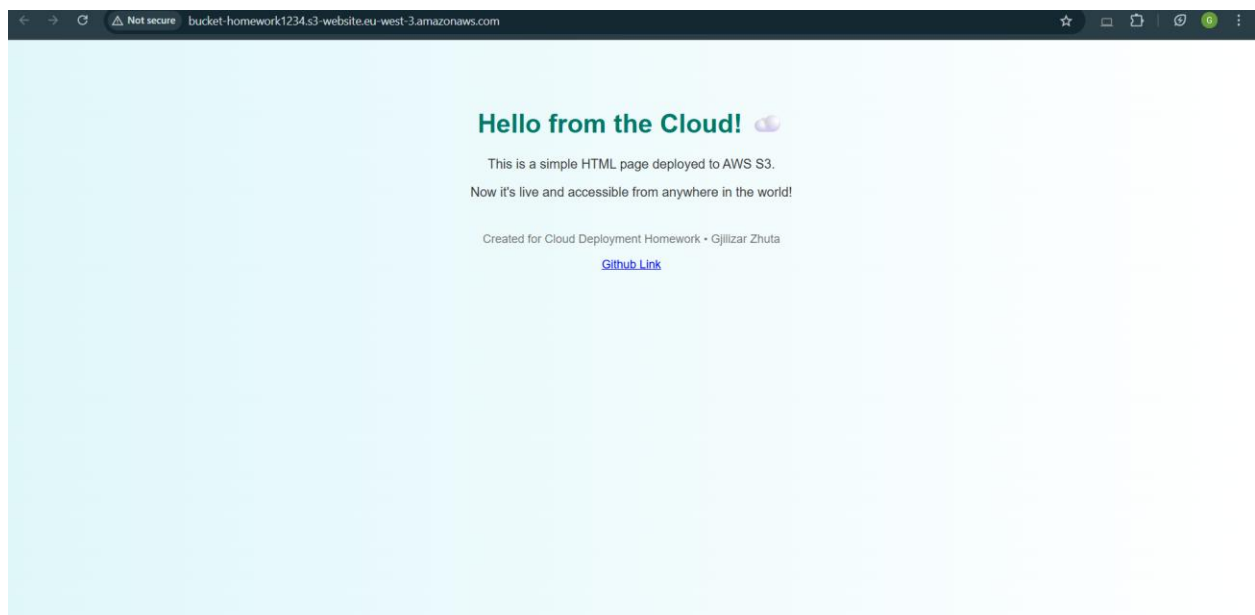 Not secure bucket-homework1234.s3-website.eu-west-3.amazonaws.com
G
Hello from the Cloud! ☁️
This is a simple HTML page deployed to AWS S3.
Now it's live and accessible from anywhere in the world!
Created for Cloud Deployment Homework • Gjilizar Zhuta
Github Link